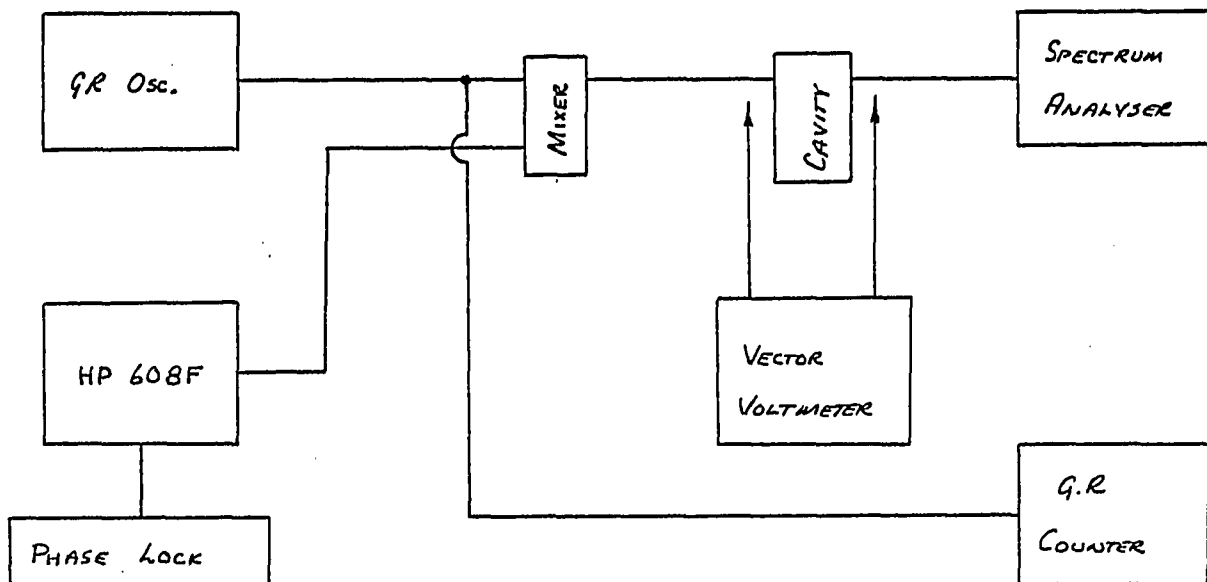 GR Osc.
MIXER
CAVITY
SPECTRUM
ANALYSER
HP 608F
VECTOR
VOLTMETER
PHASE LOCK
G.R
COUNTER